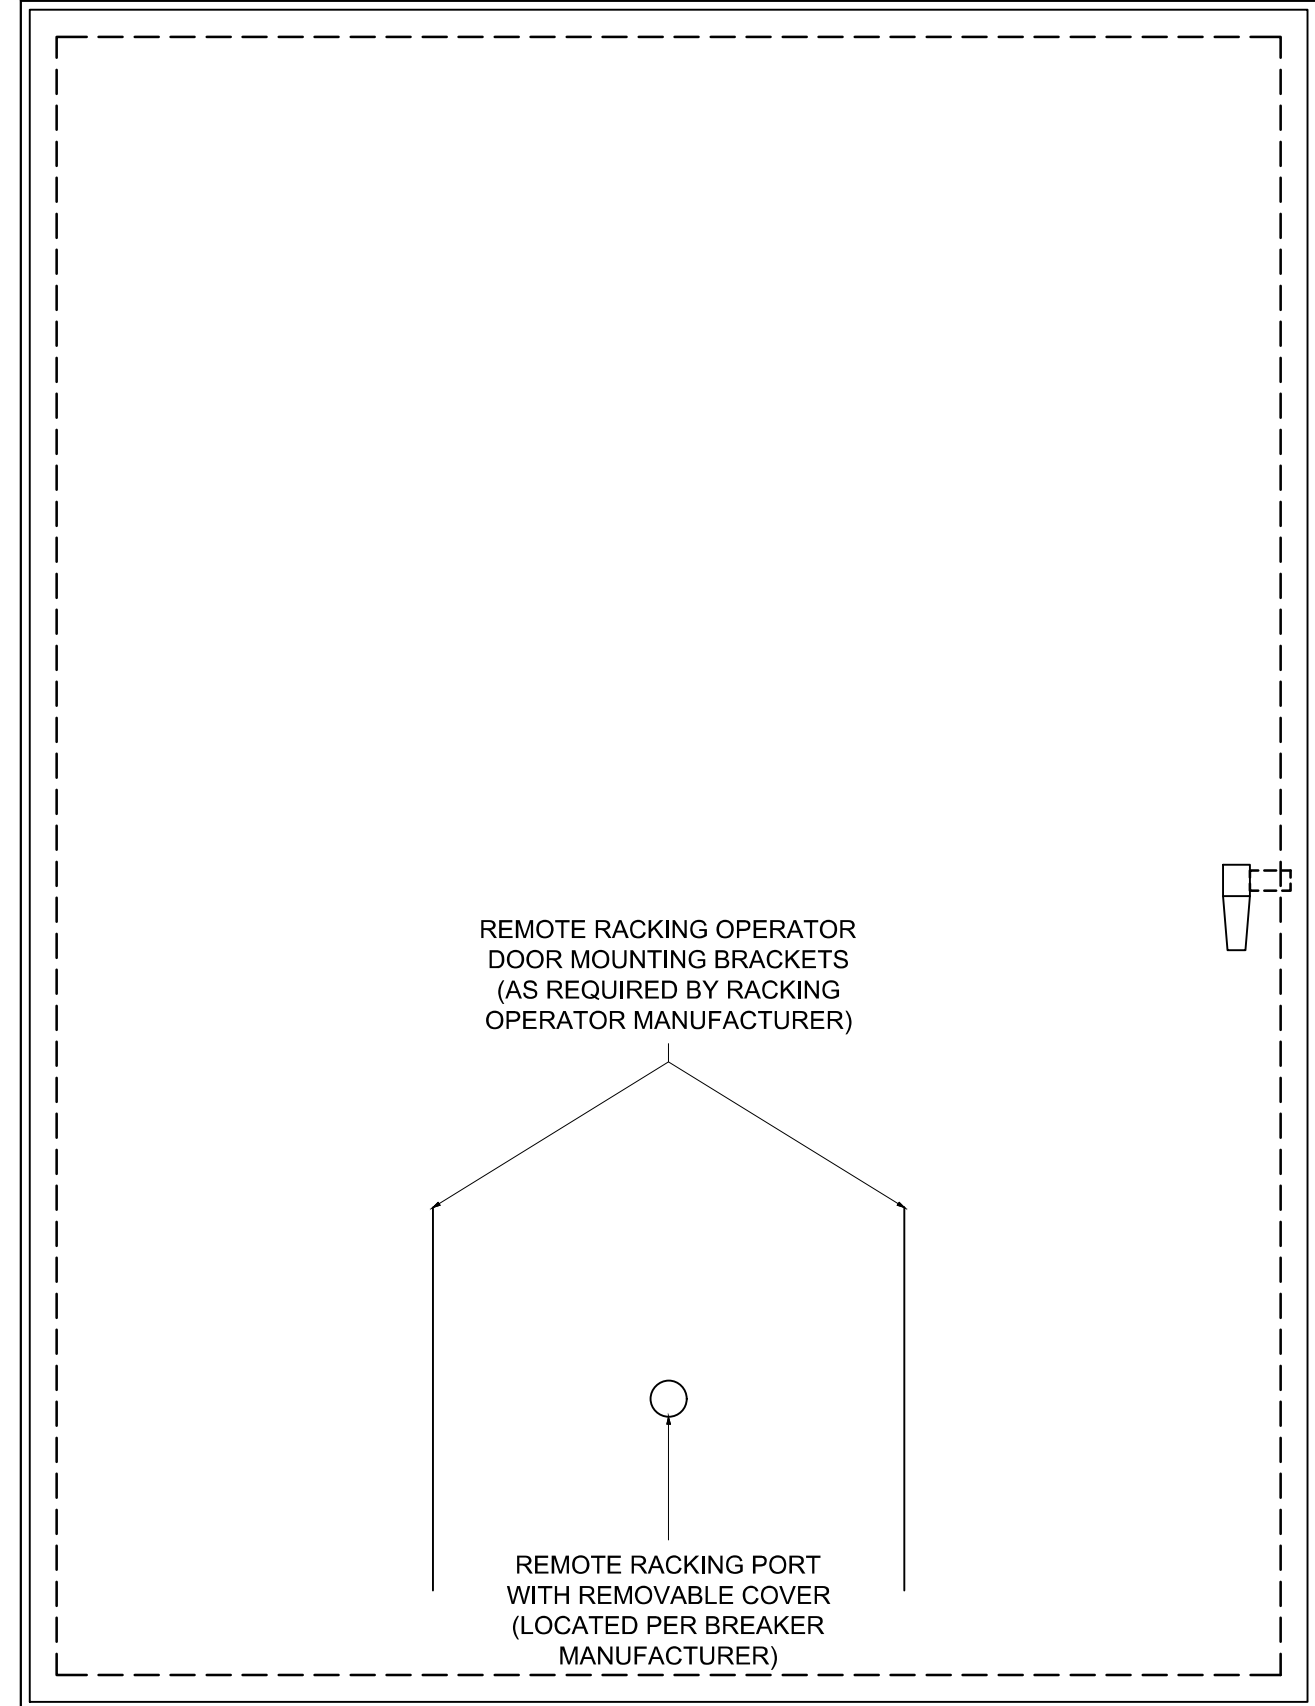 REMOTE RACKING OPERATOR
DOOR MOUNTING BRACKETS
(AS REQUIRED BY RACKING
OPERATOR MANUFACTURER)
REMOTE RACKING PORT
WITH REMOVABLE COVER
(LOCATED PER BREAKER
MANUFACTURER)